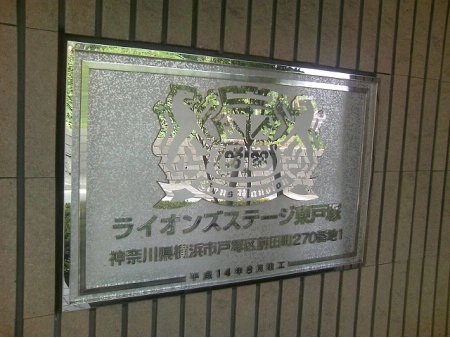 ライオンズステージ東戸塚
神奈川県横浜市戸塚区前田町270番地1
平成14年8月竣工